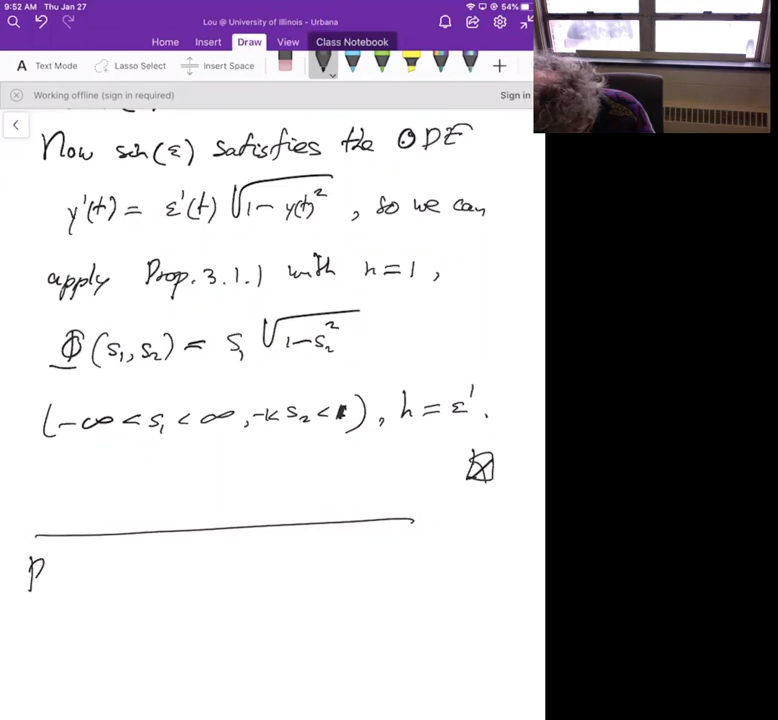 9:52 AM Thu Jan 27
54%
Lou @ University of Illinois - Urbana
Home Insert Draw View Class Notebook
A Text Mode Lasso Select Insert Space
Working offline (sign in required) Sign in
Now sin(ε) satisfies the ODE
y'(t) = ε'(t) √1 - y(t)² , so we can
apply Prop. 3.1.1 with n=1,
Φ(s₁, s₂) = s₁ √1-s₂²
(-∞ < s₁ < ∞, -1< s₂ < 1), h = ε'.
P